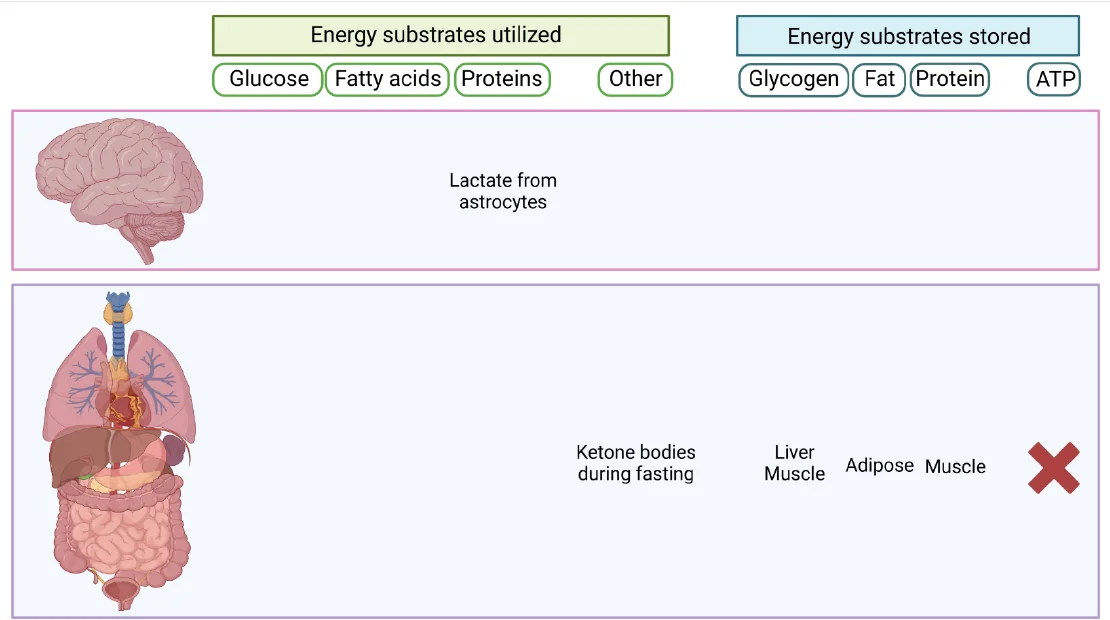 Energy substrates utilized
Energy substrates stored
Glucose
Fatty acids
Proteins
Other
Glycogen
Fat
Protein
ATP
Lactate from
astrocytes
Ketone bodies
during fasting
Liver
Muscle
Adipose
Muscle